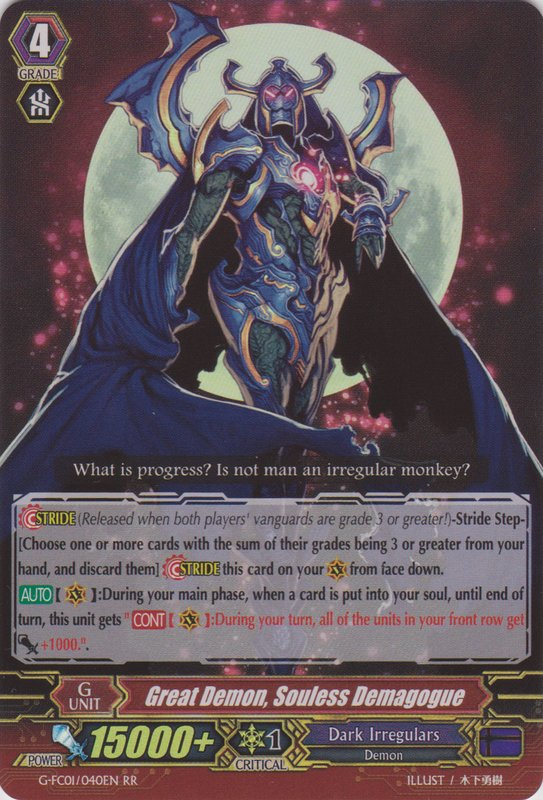 4
GRADE
What is progress? Is not man an irregular monkey?
STRIDE(Released when both players' vanguards are grade 3 or greater!)-Stride Step-
[Choose one or more cards with the sum of their grades being 3 or greater from your
hand, and discard them] STRIDE this card on your from face down.
AUTO【 】:During your main phase, when a card is put into your soul, until end of
turn, this unit gets "CONT【 】:During your turn, all of the units in your front row get
+1000.".
G
UNIT
Great Demon, Souless Demagogue
POWER 15000+ 1
CRITICAL
Dark Irregulars
Demon
G-FC01/040EN RR
ILLUST / 木下勇樹